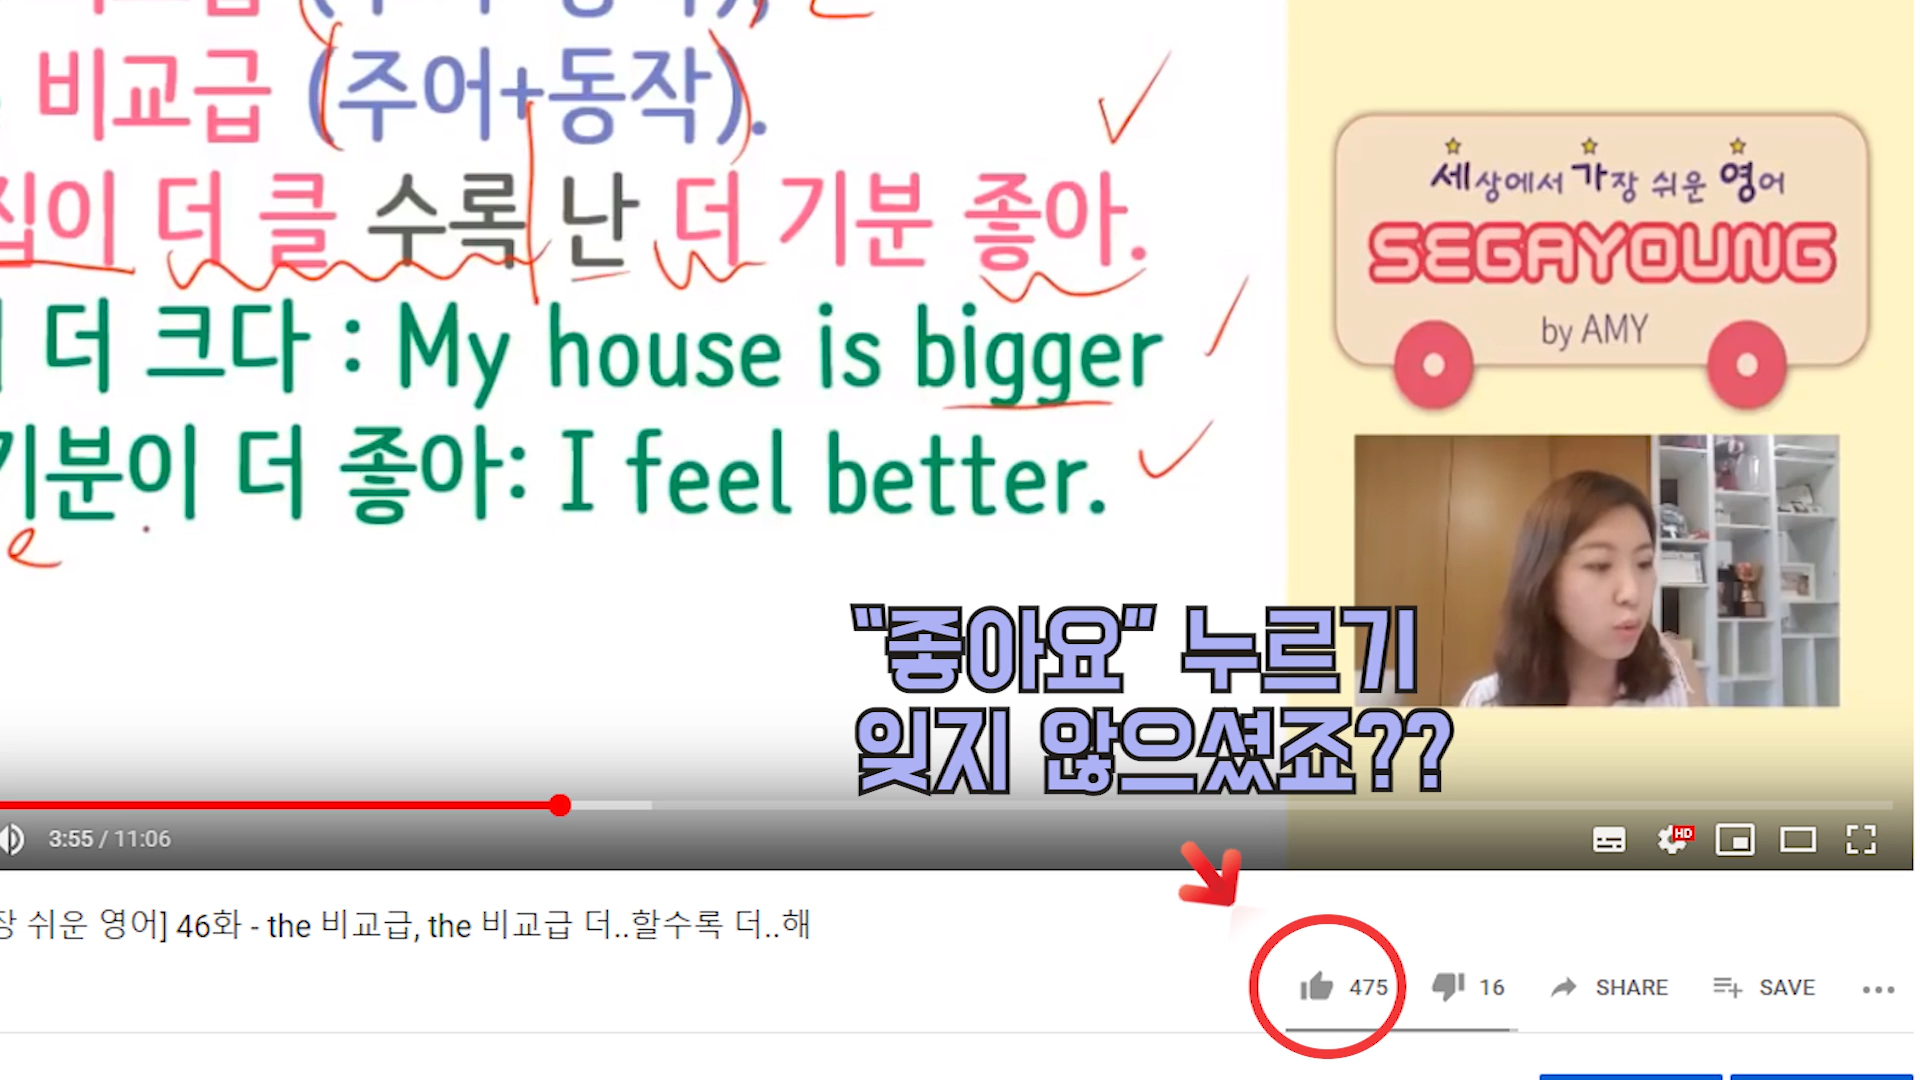 비교급 (주어+동작).
집이 더 클 수록 난 더 기분 좋아.
더 크다 : My house is bigger
기분이 더 좋아: I feel better.
세상에서 가장 쉬운 영어
SEGAYOUNG
by AMY
"좋아요" 누르기
잊지 않으셨죠??
3:55 / 11:06
HD
장 쉬운 영어] 46화 - the 비교급, the 비교급 더..할수록 더..해
475
16
SHARE
SAVE